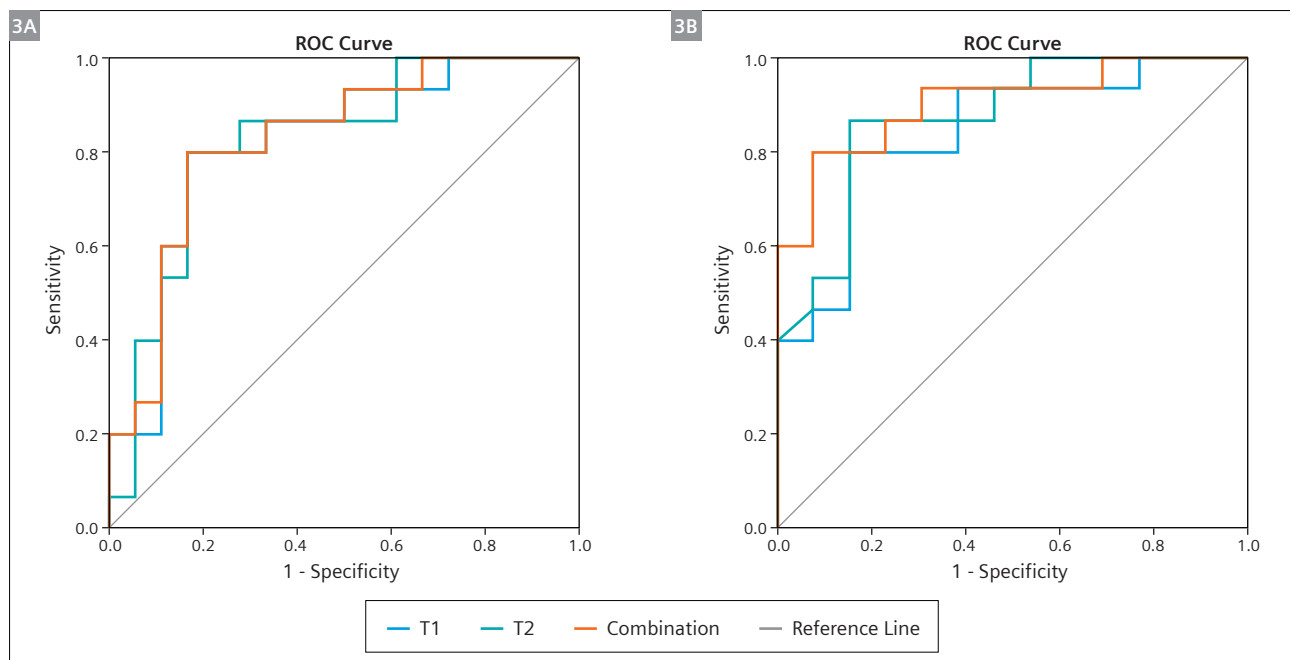 3A
ROC Curve
1.0
0.8
0.6
0.4
0.2
0.0
Sensitivity
0.0 0.2 0.4 0.6 0.8 1.0
1 - Specificity
3B
ROC Curve
1.0
0.8
0.6
0.4
0.2
0.0
Sensitivity
0.0 0.2 0.4 0.6 0.8 1.0
1 - Specificity
T1 T2 Combination Reference Line